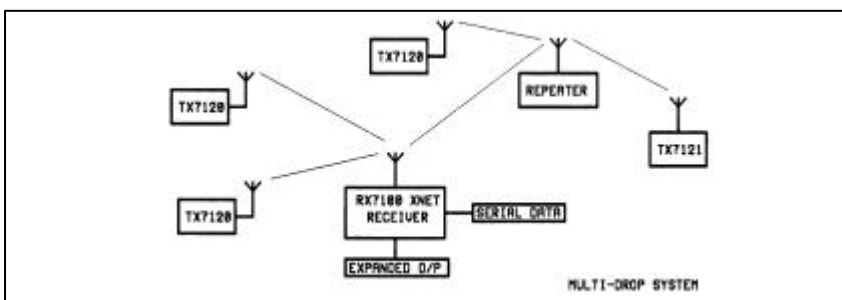 TX7120
TX7120
REPEATER
TX7121
TX7120
RX7100 XNET
RECEIVER
SERIAL DATA
EXPANDED O/P
MULTI-DROP SYSTEM